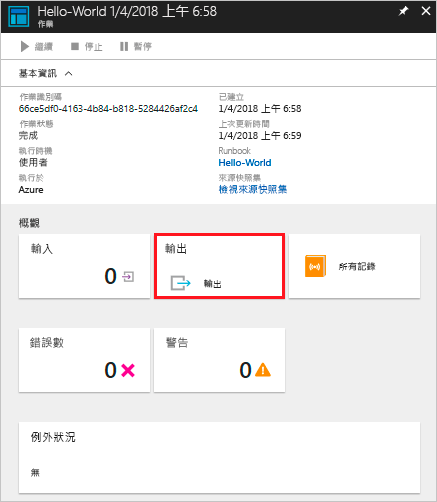 Hello-World 1/4/2018 上午 6:58
作業
繼續 停止 暫停
基本資訊
作業識別碼
66ce5df0-4163-4b84-b818-5284426af2c4
已建立
1/4/2018 上午 6:58
作業狀態
完成
上次更新時間
1/4/2018 上午 6:59
執行時機
使用者
Runbook
Hello-World
執行於
Azure
來源快照集
檢視來源快照集
概觀
輸入
0
輸出
輸出
所有記錄
錯誤數
0
警告
0
例外狀況
無